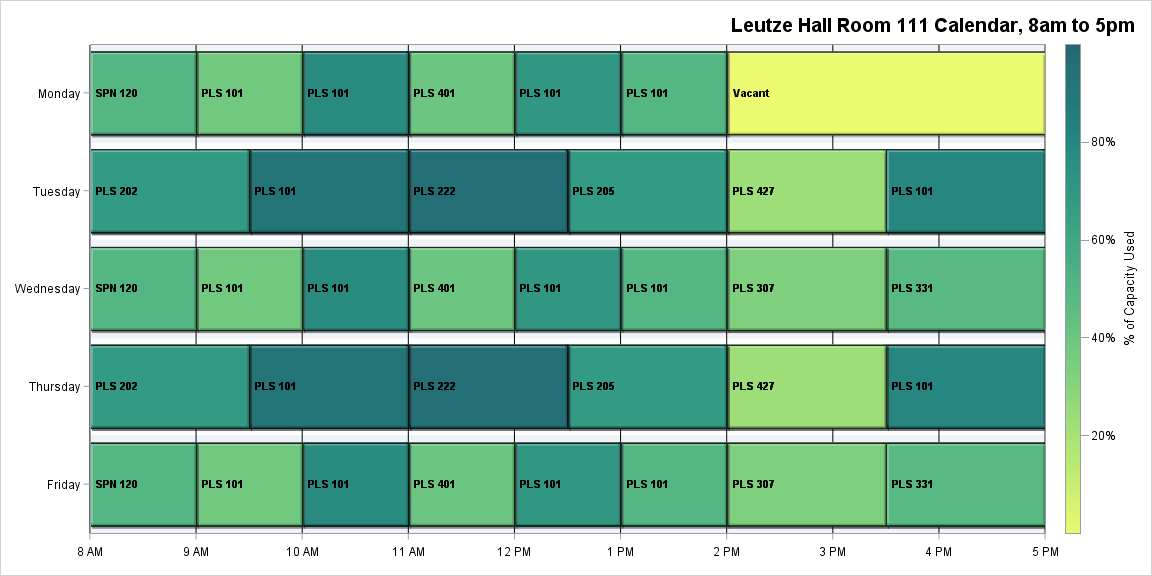 Leutze Hall Room 111 Calendar, 8am to 5pm
Monday
SPN 120
PLS 101
PLS 101
PLS 401
PLS 101
PLS 101
Vacant
Tuesday
PLS 202
PLS 101
PLS 222
PLS 205
PLS 427
PLS 101
Wednesday
SPN 120
PLS 101
PLS 101
PLS 401
PLS 101
PLS 101
PLS 307
PLS 331
Thursday
PLS 202
PLS 101
PLS 222
PLS 205
PLS 427
PLS 101
Friday
SPN 120
PLS 101
PLS 101
PLS 401
PLS 101
PLS 101
PLS 307
PLS 331
8 AM
9 AM
10 AM
11 AM
12 PM
1 PM
2 PM
3 PM
4 PM
5 PM
80%
60%
40%
20%
% of Capacity Used